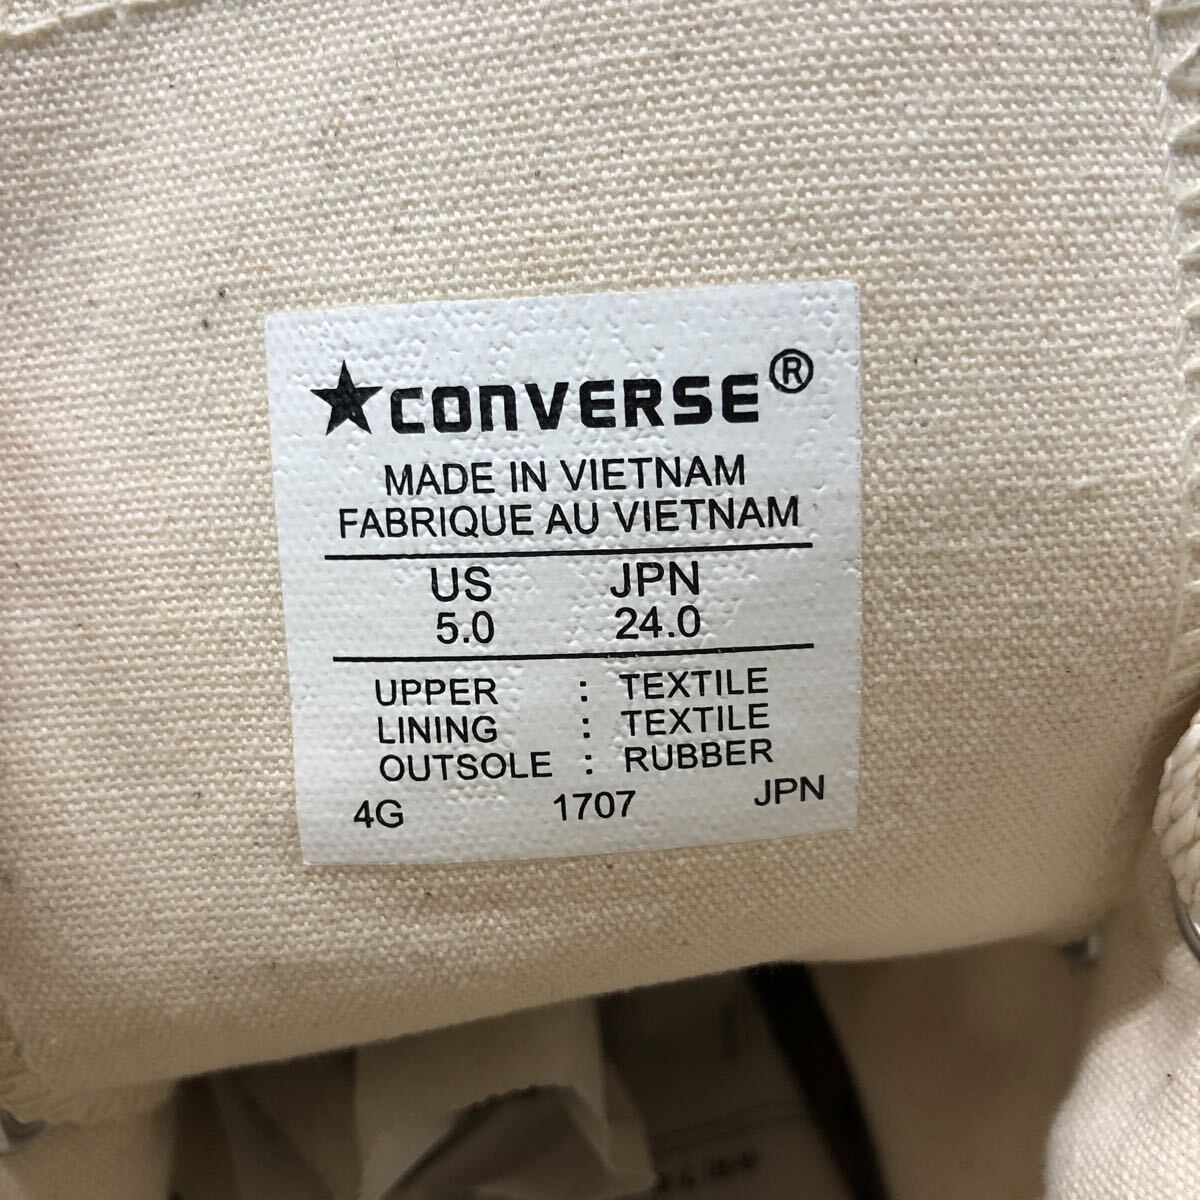 ★CONVERSE®
MADE IN VIETNAM
FABRIQUE AU VIETNAM
US JPN
5.0 24.0
UPPER : TEXTILE
LINING : TEXTILE
OUTSOLE : RUBBER
4G 1707 JPN